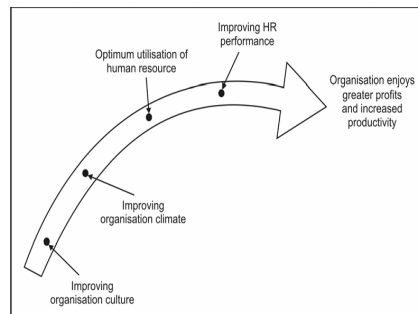 Improving HR
performance
Optimum utilisation of
human resource
Organisation enjoys
greater profits
and increased
productivity
Improving
organisation climate
Improving
organisation culture